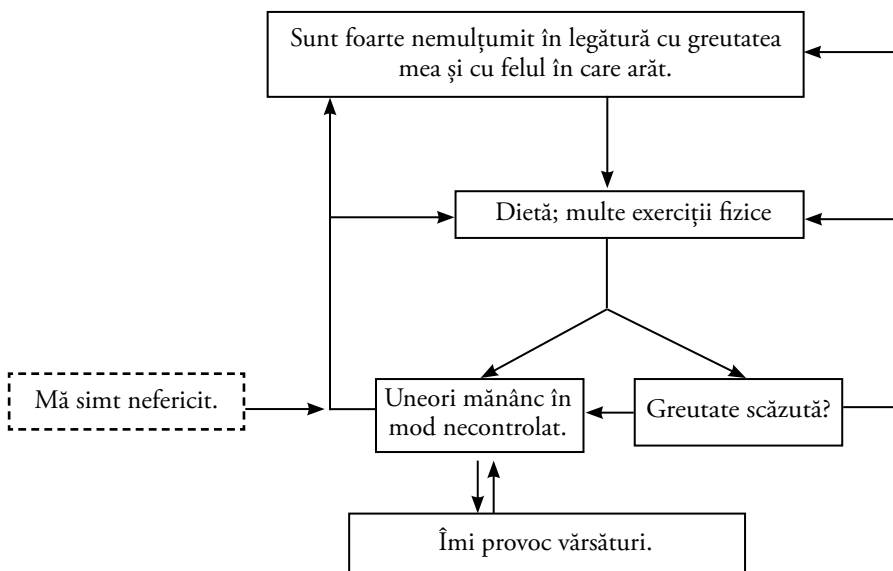 Sunt foarte nemulțumit în legătură cu greutatea
mea și cu felul în care arăt.
Dietă; multe exerciții fizice
Mă simt nefericit.
Uneori mănânc în
mod necontrolat.
Greutate scăzută?
Îmi provoc vărsături.